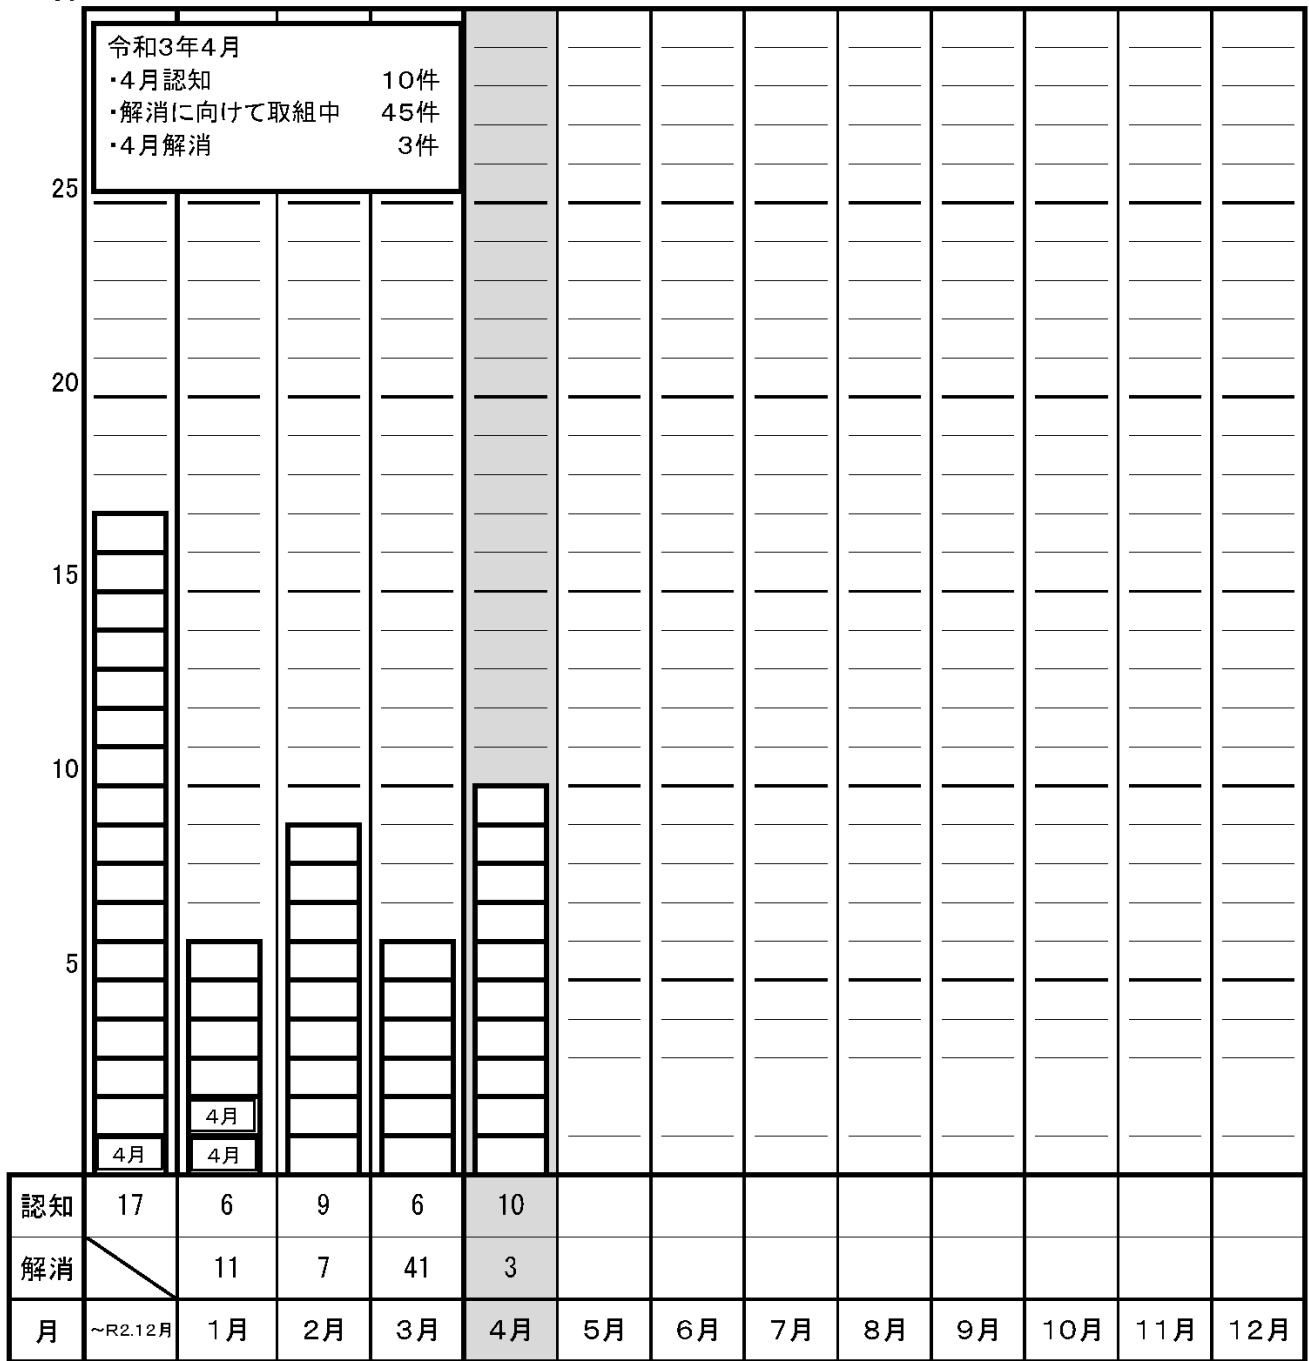 令和3年4月
・4月認知 10件
・解消に向けて取組中 45件
・4月解消 3件
25
20
15
10
5
4月
4月 4月
認知 17 6 9 6 10
解消 11 7 41 3
月 ~R2.12月 1月 2月 3月 4月 5月 6月 7月 8月 9月 10月 11月 12月